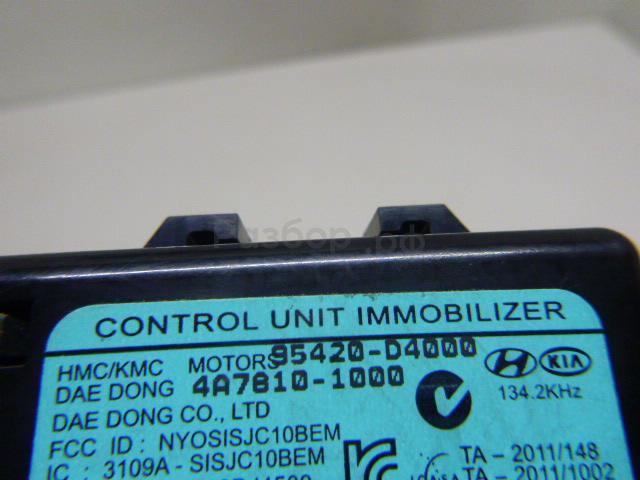 Разбор.рф
CONTROL UNIT IMMOBILIZER
HMC/KMC MOTORS 95420-D4000
DAE DONG 4A7810-1000
KIA
134.2KHz
DAE DONG CO., LTD
FCC ID : NYOSISJC10BEM
IC : 3109A - SISJC10BEM
TA - 2011/148
TA - 2011/1002